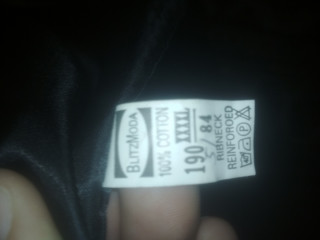 BLITZMODA
100% COTTON
XXXXL
190/84
S/
RIBNECK
REINFORCED